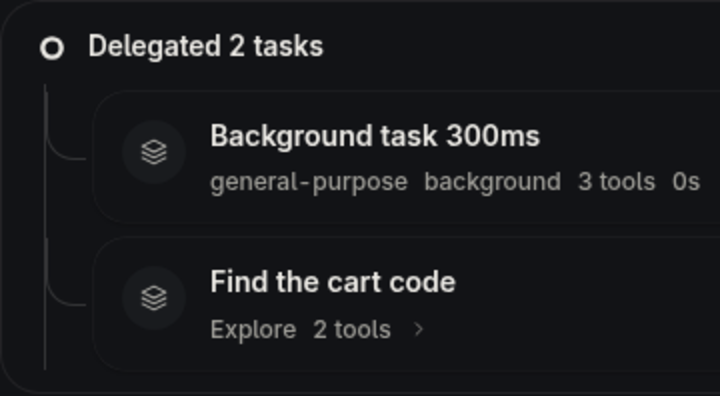 Delegated 2 tasks
Background task 300ms
general-purpose background 3 tools 0s
Find the cart code
Explore 2 tools